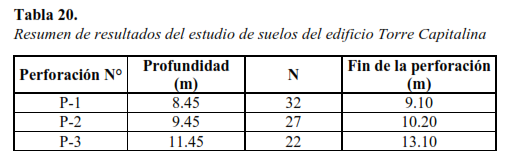 Tabla 20.
Resumen de resultados del estudio de suelos del edificio Torre Capitalina
Perforación N° Profundidad (m) N Fin de la perforación (m)
P-1 8.45 32 9.10
P-2 9.45 27 10.20
P-3 11.45 22 13.10